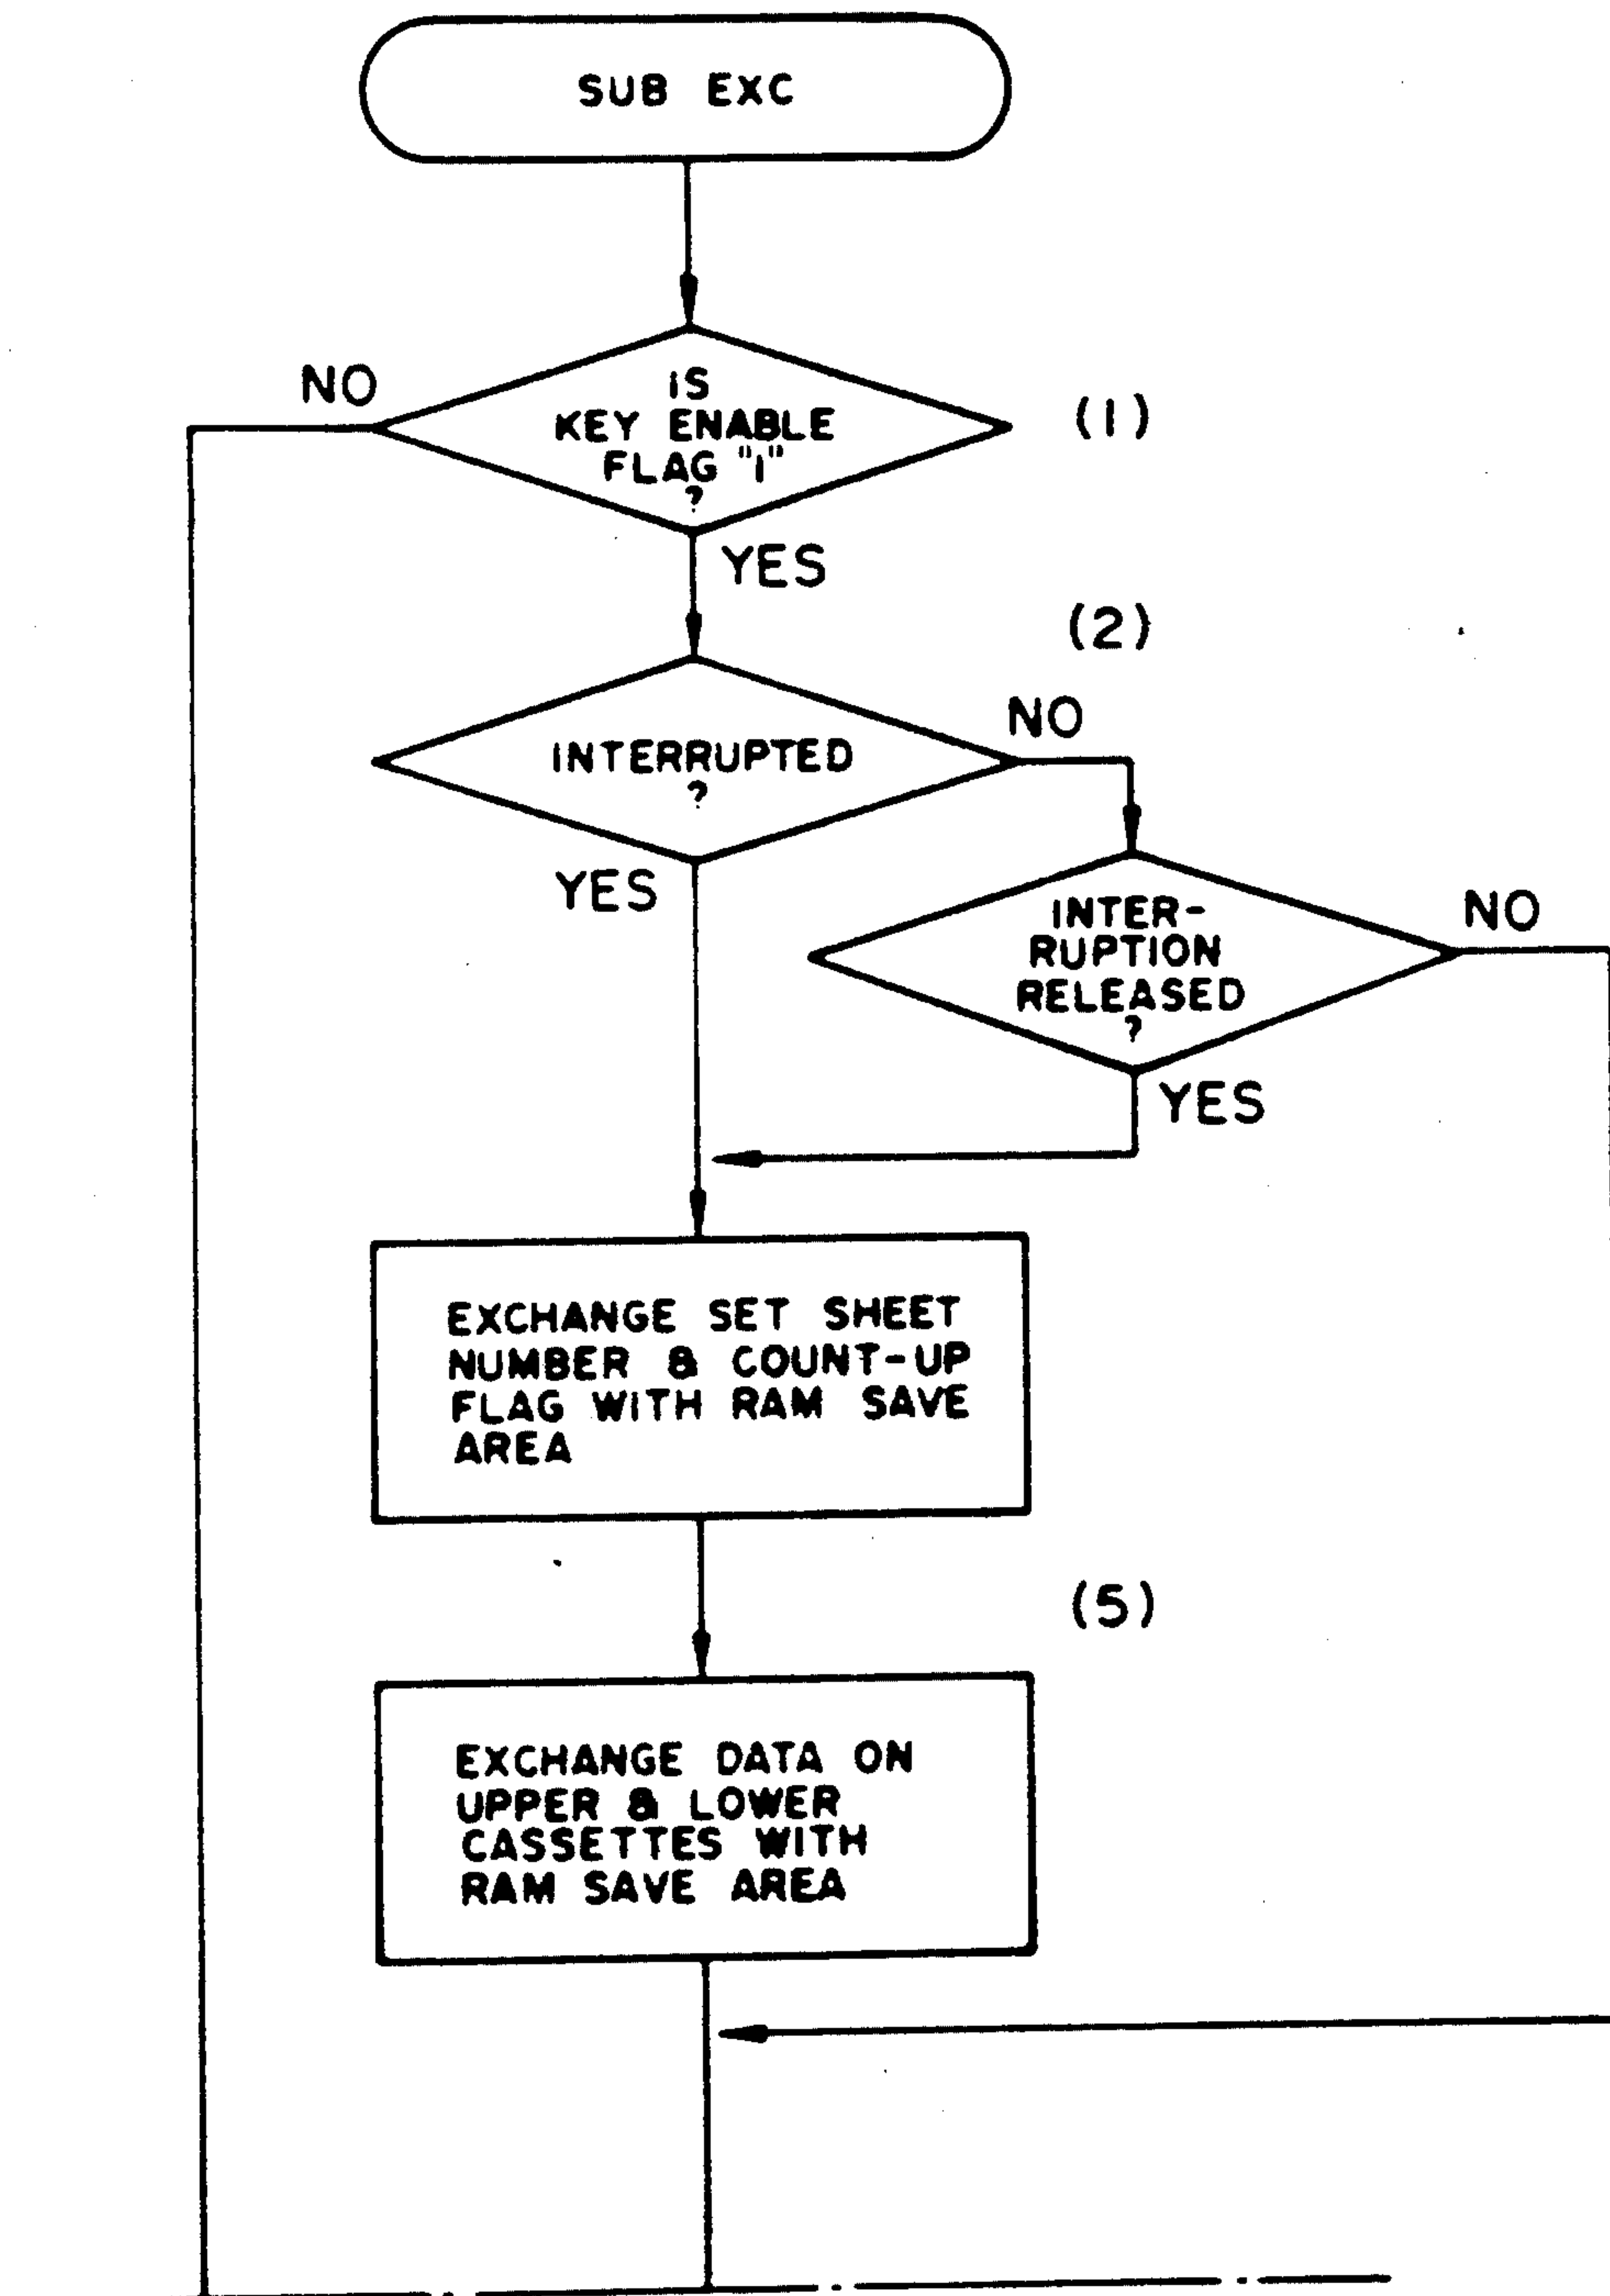 SUB EXC
NO
IS
KEY ENABLE
FLAG "1"
?
(1)
YES
(2)
INTERRUPTED
?
NO
YES
INTER-
RUPTION
RELEASED
?
NO
YES
EXCHANGE SET SHEET
NUMBER & COUNT-UP
FLAG WITH RAM SAVE
AREA
(5)
EXCHANGE DATA ON
UPPER & LOWER
CASSETTES WITH
RAM SAVE AREA